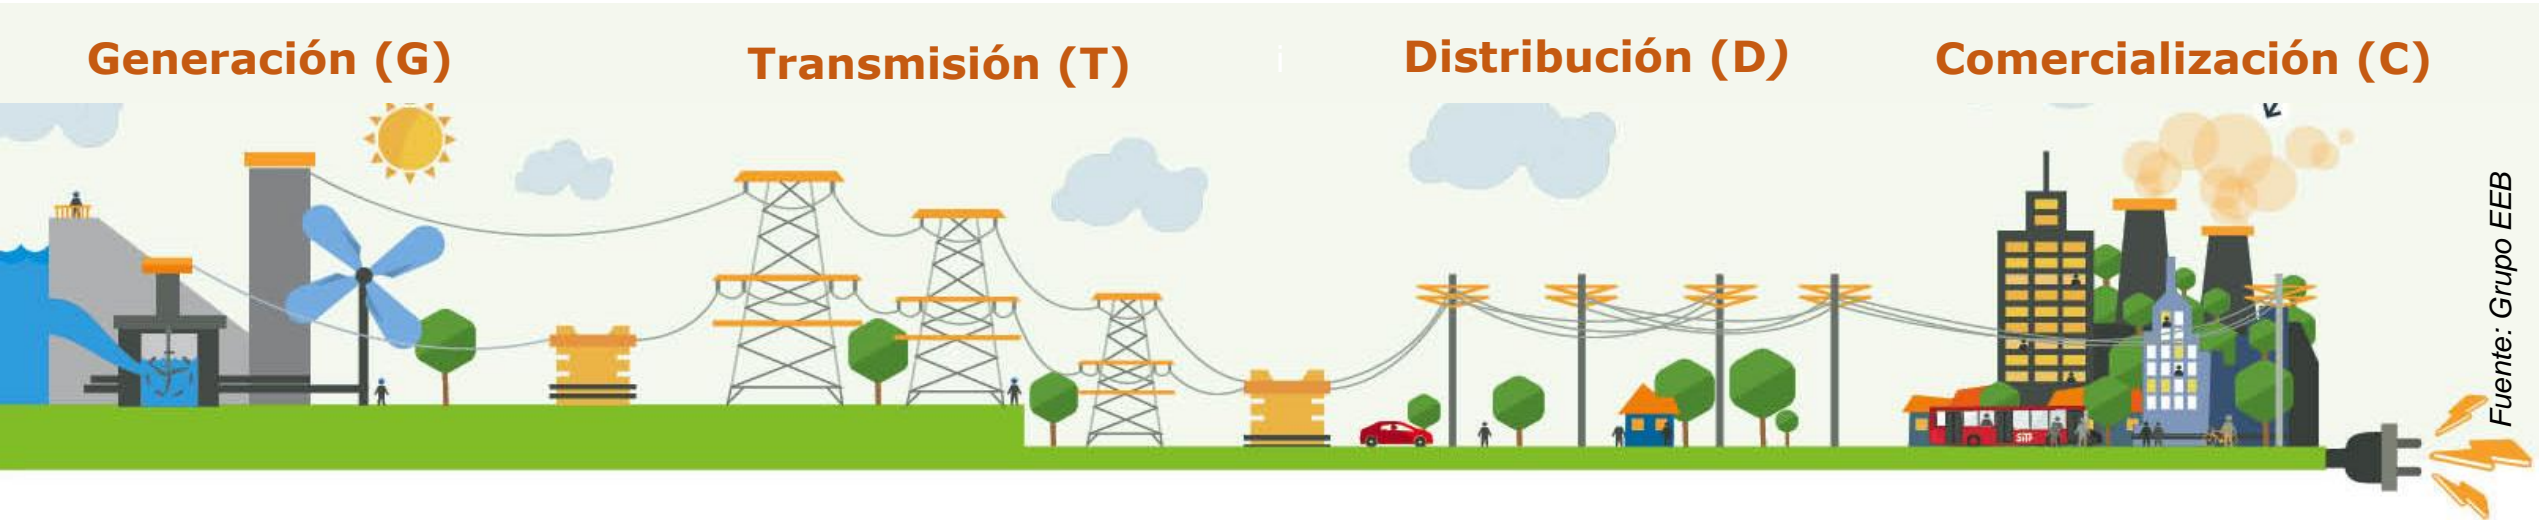 Generación (G)
Transmisión (T)
Distribución (D)
Comercialización (C)
Fuente: Grupo EEB
SiTP